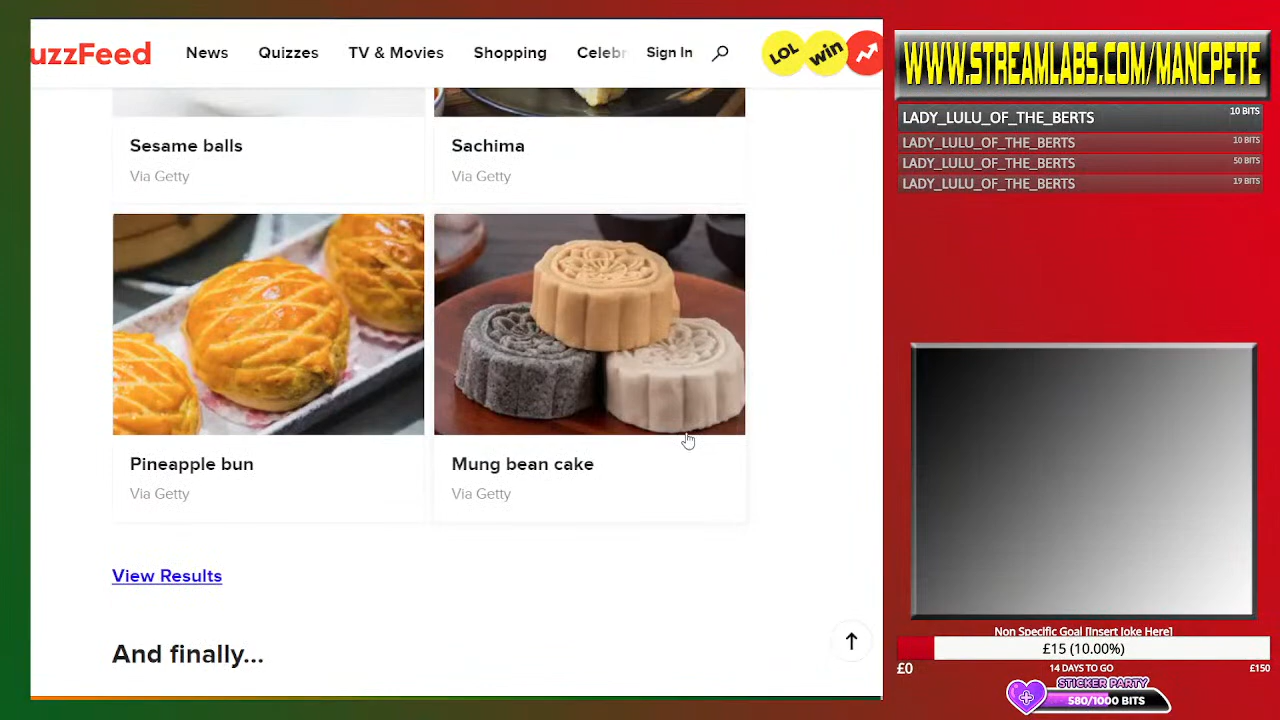 uzzFeed
News
Quizzes
TV & Movies
Shopping
Celebr
Sign In
LOL
win
Sesame balls
Via Getty
Sachima
Via Getty
Pineapple bun
Via Getty
Mung bean cake
Via Getty
View Results
And finally...
WWW.STREAMLABS.COM/MANCPETE
LADY_LULU_OF_THE_BERTS 10 BITS
LADY_LULU_OF_THE_BERTS 10 BITS
LADY_LULU_OF_THE_BERTS 50 BITS
LADY_LULU_OF_THE_BERTS 19 BITS
Non Specific Goal [Insert Joke Here]
£15 (10.00%)
£0 14 DAYS TO GO £150
STICKER PARTY
580/1000 BITS